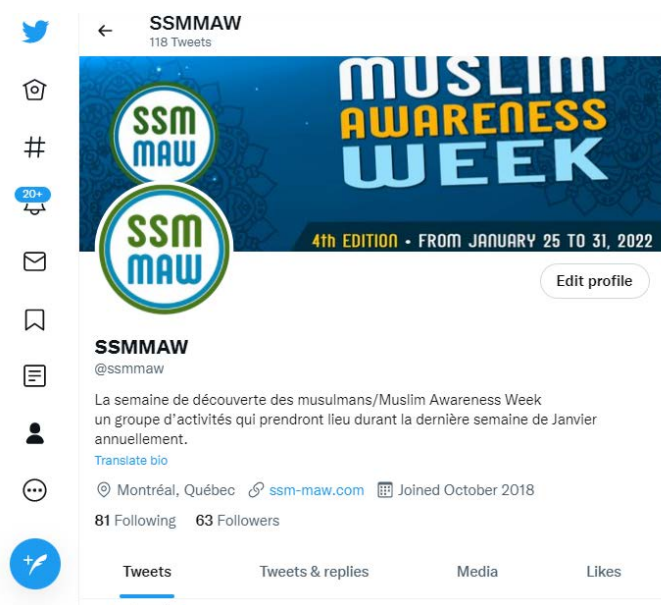 SSMMAW
118 Tweets
MUSLIM
AWARENESS
WEEK
SSM
MAW
4th EDITION • FROM JANUARY 25 TO 31, 2022
SSM
MAW
20+
Edit profile
SSMMAW
@ssmmaw
La semaine de découverte des musulmans/Muslim Awareness Week
un groupe d'activités qui prendront lieu durant la dernière semaine de Janvier
annuellement.
Translate bio
Montréal, Québec ssm-maw.com Joined October 2018
81 Following 63 Followers
Tweets Tweets & replies Media Likes